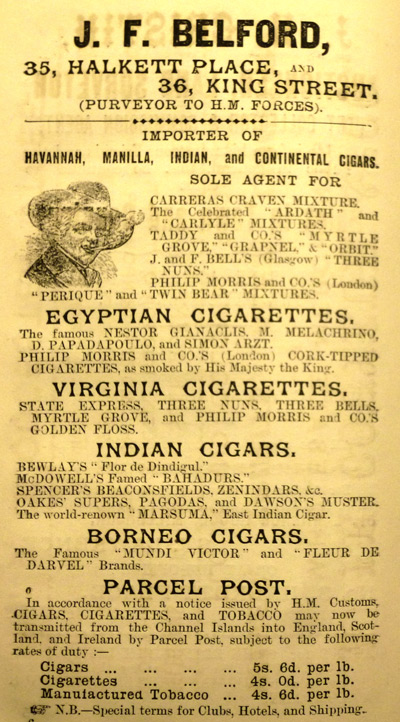 J. F. BELFORD,
35, HALKETT PLACE, AND
36, KING STREET.
(PURVEYOR TO H.M. FORCES).
IMPORTER OF
HAVANNAH, MANILLA, INDIAN, and CONTINENTAL CIGARS.
SOLE AGENT FOR
CARRERAS CRAVEN MIXTURE.
The Celebrated "ARDATH" and
"CARLYLE" MIXTURES.
TADDY and CO.'S "MYRTLE
GROVE," "GRAPNEL," & "ORBIT."
J. and F. BELL'S (Glasgow) "THREE
NUNS."
PHILIP MORRIS and CO.'S (London)
"PERIQUE" and "TWIN BEAR" MIXTURES.
EGYPTIAN CIGARETTES.
The famous NESTOR GIANACLIS, M. MELACHRINO,
D. PAPADAPOULO, and SIMON ARZT.
PHILIP MORRIS and CO.'S (London) CORK-TIPPED
CIGARETTES, as smoked by His Majesty the King.
VIRGINIA CIGARETTES.
STATE EXPRESS, THREE NUNS, THREE BELLS,
MYRTLE GROVE, and PHILIP MORRIS and CO.'S
GOLDEN FLOSS.
INDIAN CIGARS.
BEWLAY'S "Flor de Dindigul."
McDOWELL'S Famed "BAHADURS."
SPENCER'S BEACONSFIELDS, ZENINDARS, &c.
OAKES' SUPERS, PAGODAS, and DAWSON'S MUSTER.
The world-renown "MARSUMA," East Indian Cigar.
BORNEO CIGARS.
The Famous "MUNDI VICTOR" and "FLEUR DE
DARVEL" Brands.
PARCEL POST.
In accordance with a notice issued by H.M. Customs,
CIGARS, CIGARETTES, and TOBACCO may now be
transmitted from the Channel Islands into England, Scot-
land, and Ireland by Parcel Post, subject to the following
rates of duty :—
Cigars ... ... ... ... 5s. 6d. per lb.
Cigarettes ... ... ... 4s. 0d. per lb.
Manufactured Tobacco ... 4s. 6d. per lb.
☞ N.B.—Special terms for Clubs, Hotels, and Shipping.